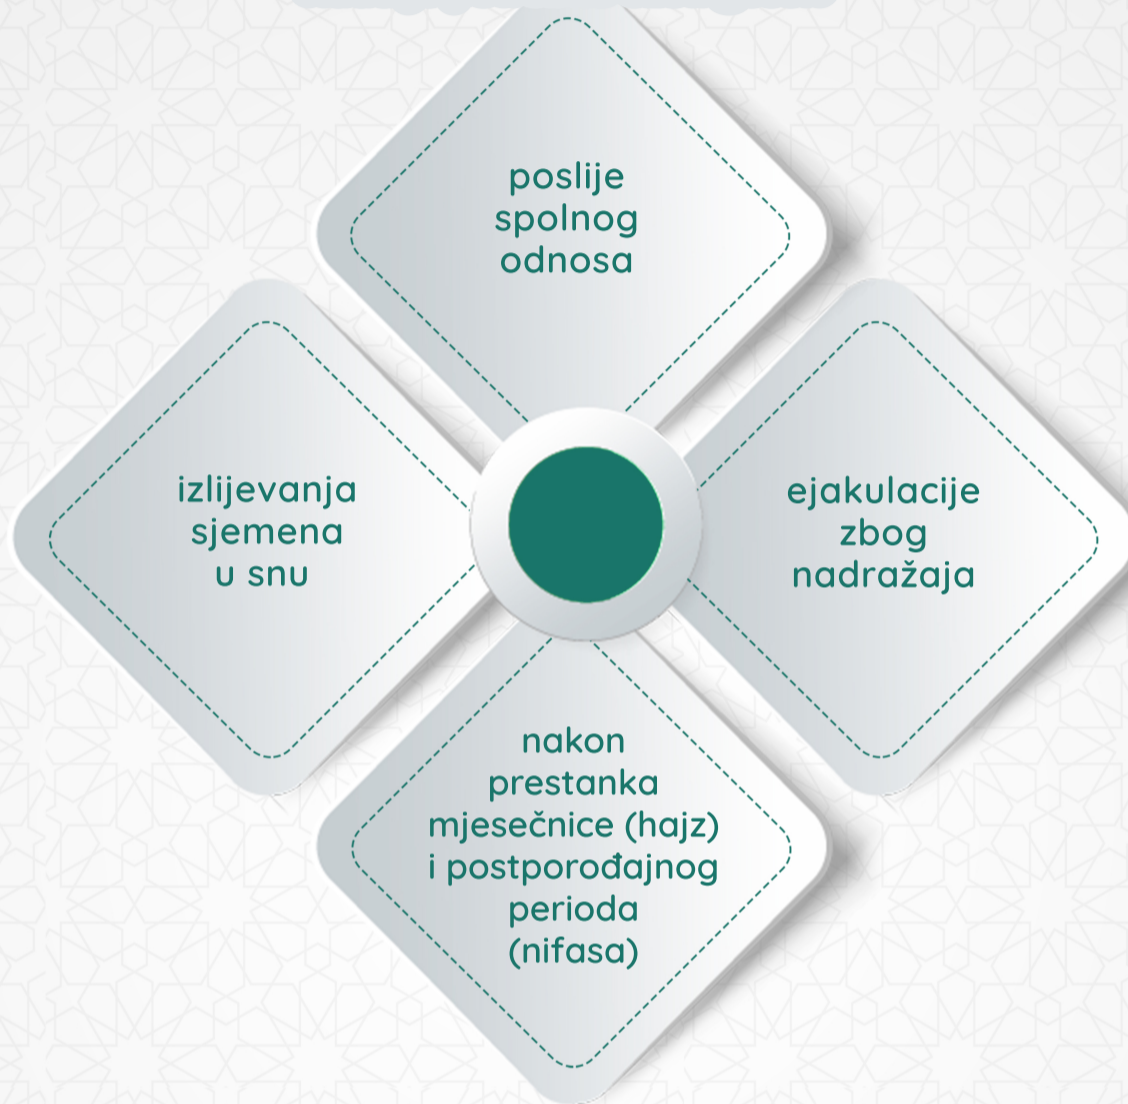 poslije
spolnog
odnosa
izlijevanja
sjemena
u snu
ejakulacije
zbog
nadražaja
nakon
prestanka
mjesečnice (hajz)
i postporođajnog
perioda
(nifasa)